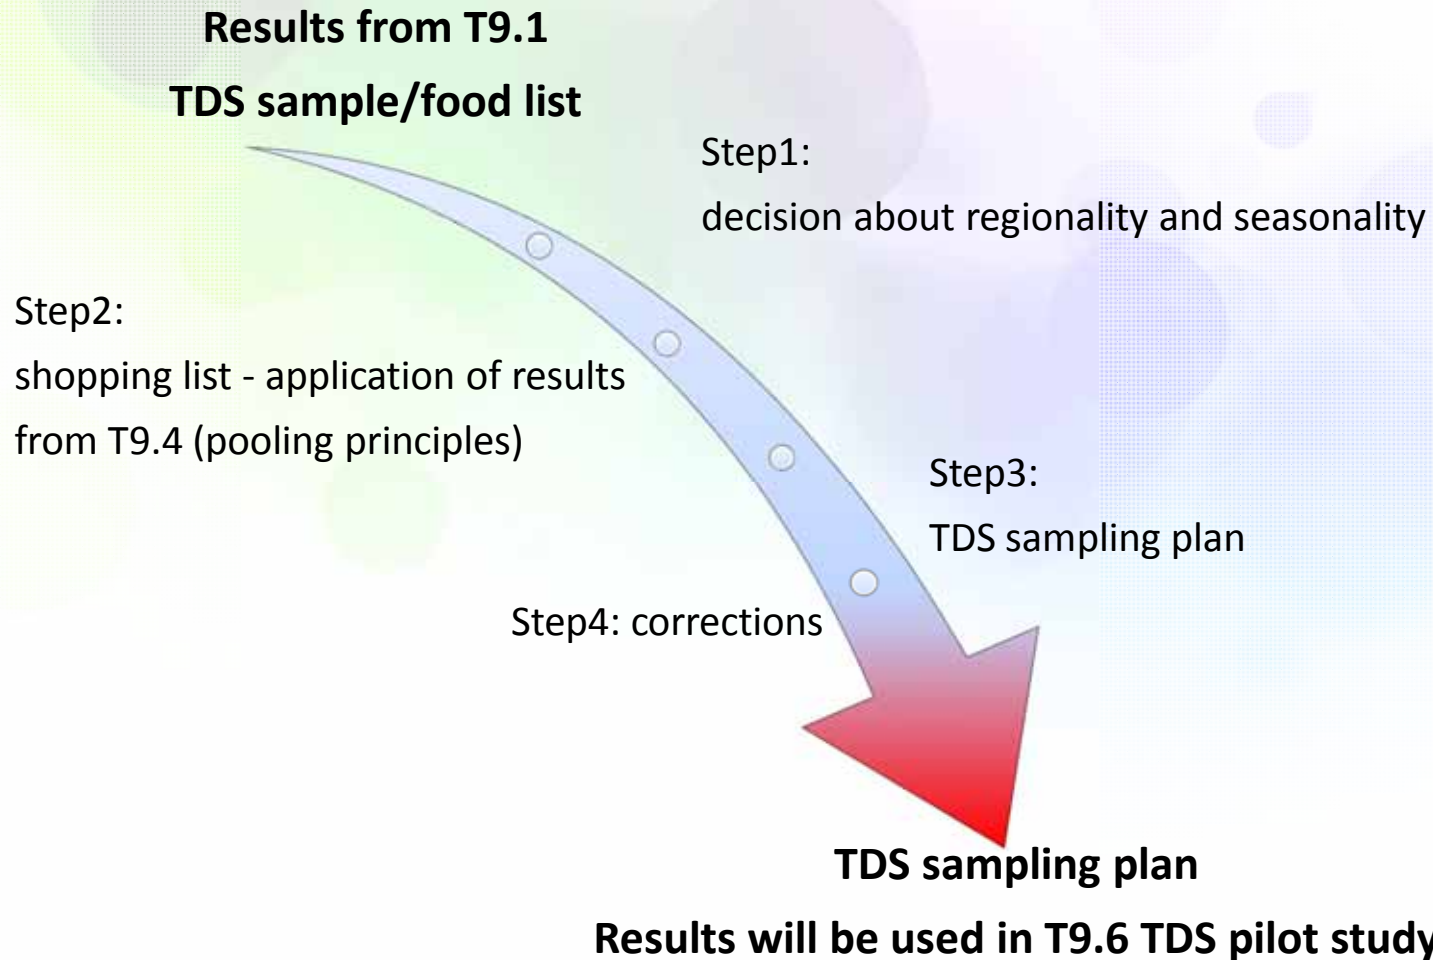 Results from T9.1
TDS sample/food list
Step1:
decision about regionality and seasonality
Step2:
shopping list - application of results
from T9.4 (pooling principles)
Step3:
TDS sampling plan
Step4: corrections
TDS sampling plan
Results will be used in T9.6 TDS pilot study